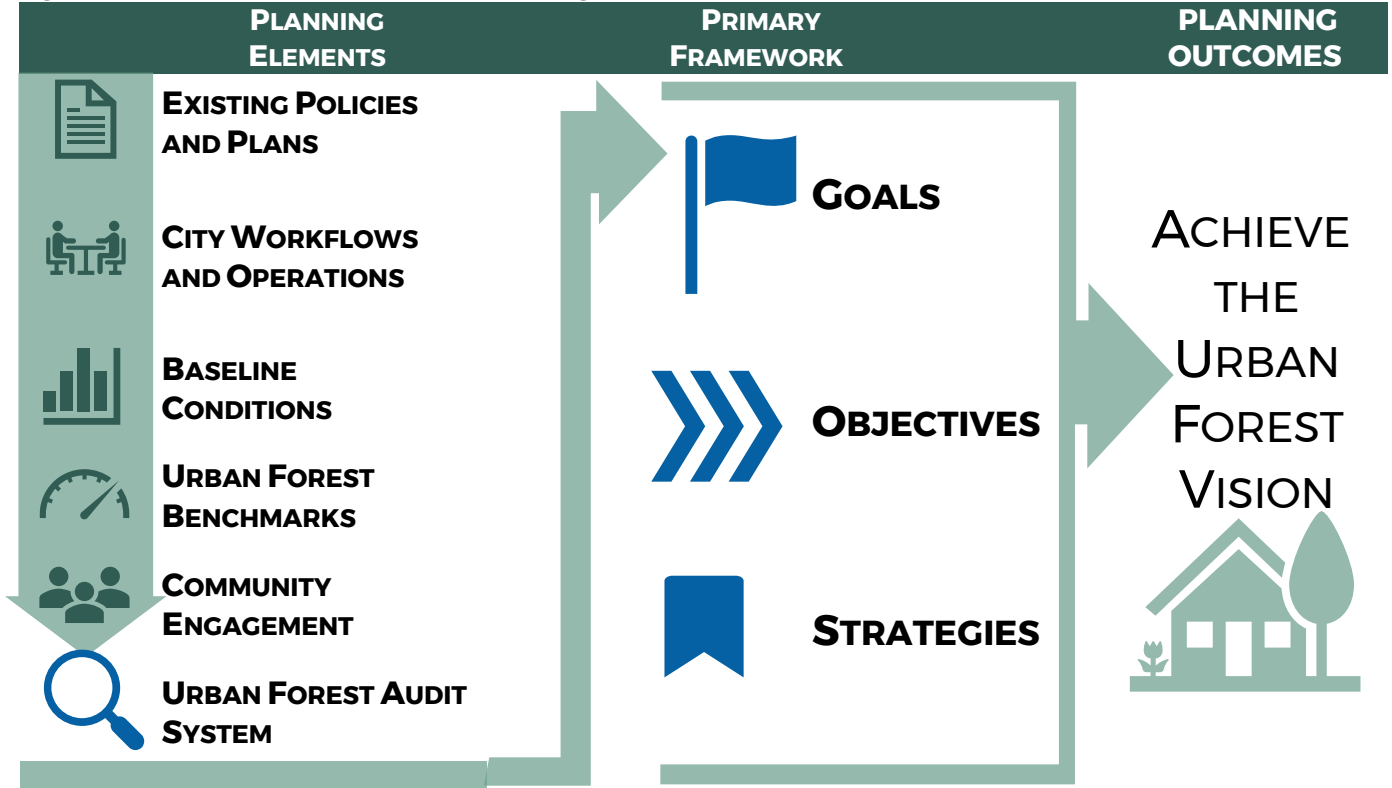 PLANNING
ELEMENTS
PRIMARY
FRAMEWORK
PLANNING
OUTCOMES
EXISTING POLICIES
AND PLANS
CITY WORKFLOWS
AND OPERATIONS
BASELINE
CONDITIONS
URBAN FOREST
BENCHMARKS
COMMUNITY
ENGAGEMENT
URBAN FOREST AUDIT
SYSTEM
GOALS
OBJECTIVES
STRATEGIES
ACHIEVE
THE
URBAN
FOREST
VISION